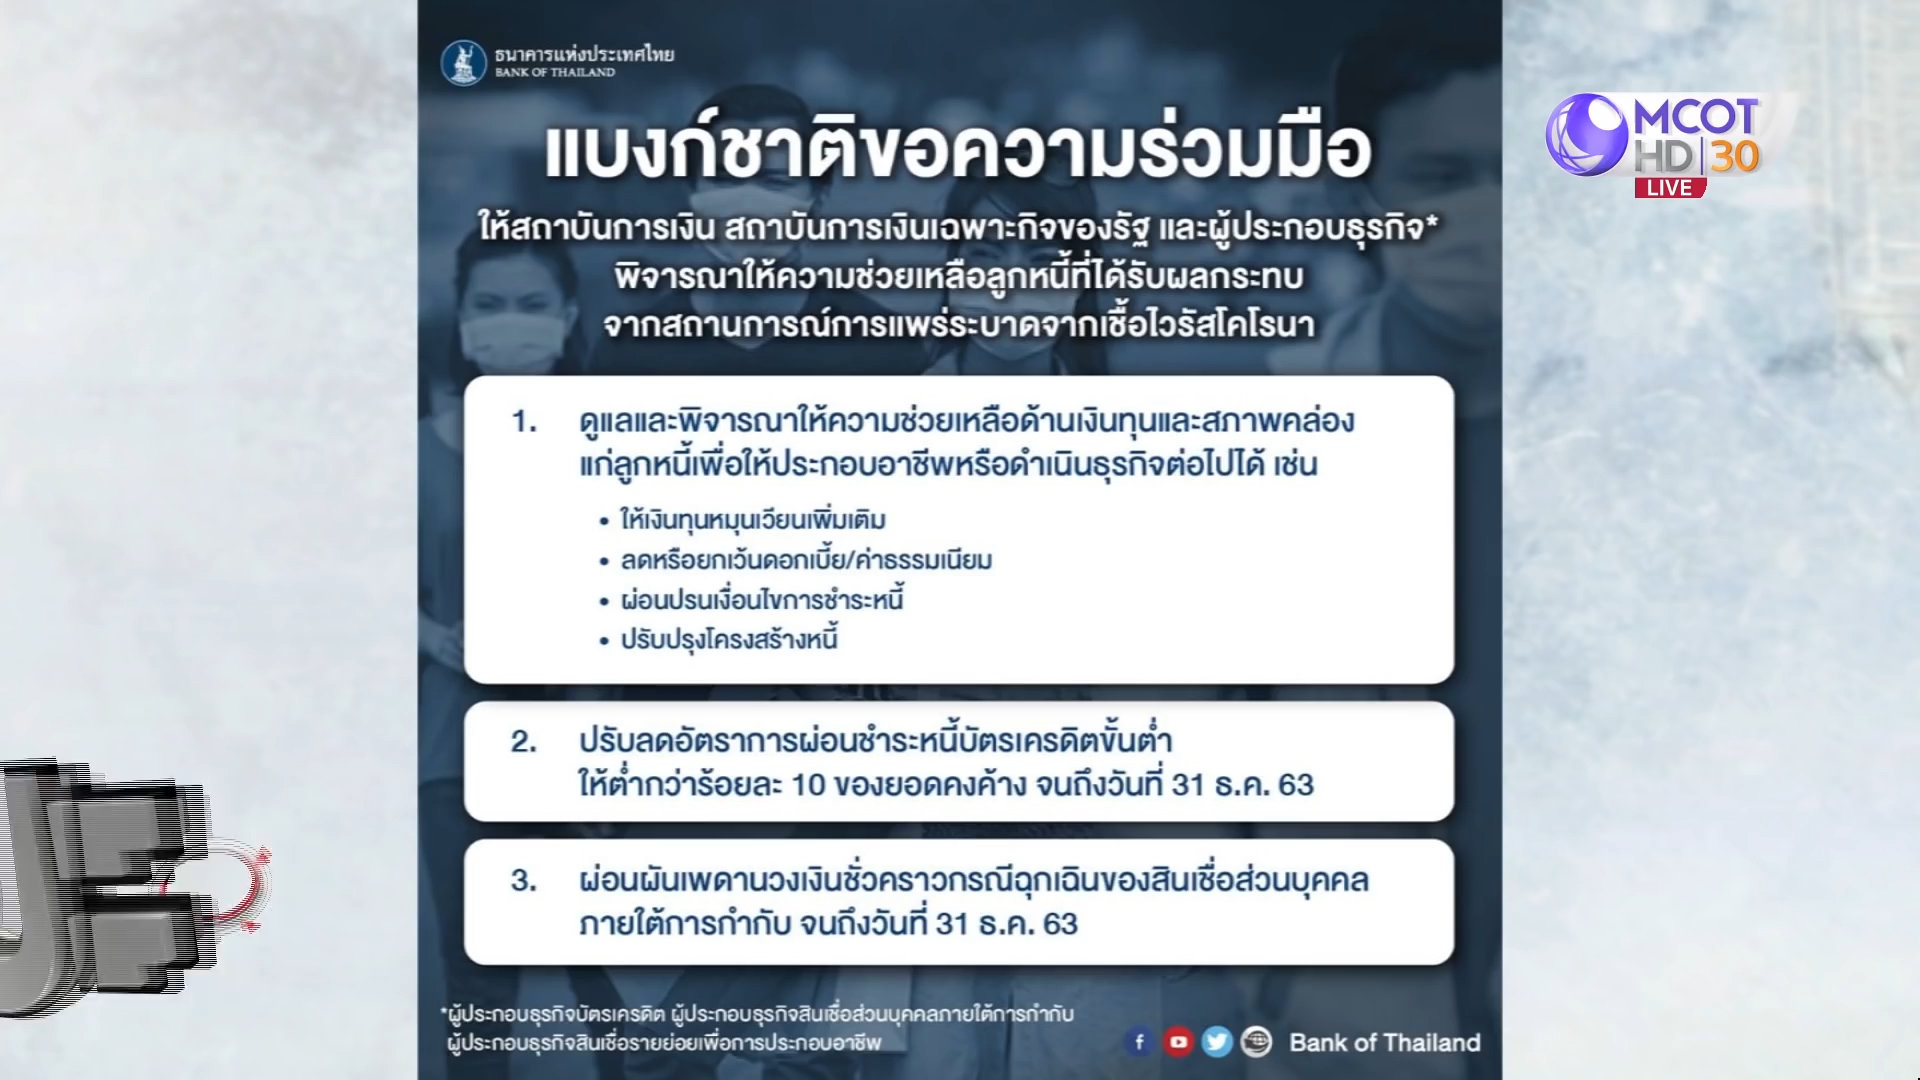 ธนาคารแห่งประเทศไทย
BANK OF THAILAND
MCOT
HD 30
LIVE
แบงก์ชาติขอความร่วมมือ
ให้สถาบันการเงิน สถาบันการเงินเฉพาะกิจของรัฐ และผู้ประกอบธุรกิจ*
พิจารณาให้ความช่วยเหลือลูกหนี้ที่ได้รับผลกระทบ
จากสถานการณ์การแพร่ระบาดจากเชื้อไวรัสโคโรนา
1. ดูแลและพิจารณาให้ความช่วยเหลือด้านเงินทุนและสภาพคล่อง
แก่ลูกหนี้เพื่อให้ประกอบอาชีพหรือดำเนินธุรกิจต่อไปได้ เช่น
• ให้เงินทุนหมุนเวียนเพิ่มเติม
• ลดหรือยกเว้นดอกเบี้ย/ค่าธรรมเนียม
• ผ่อนปรนเงื่อนไขการชำระหนี้
• ปรับปรุงโครงสร้างหนี้
2. ปรับลดอัตราการผ่อนชำระหนี้บัตรเครดิตขั้นต่ำ
ให้ต่ำกว่าร้อยละ 10 ของยอดคงค้าง จนถึงวันที่ 31 ธ.ค. 63
3. ผ่อนผันเพดานวงเงินชั่วคราวกรณีฉุกเฉินของสินเชื่อส่วนบุคคล
ภายใต้การกำกับ จนถึงวันที่ 31 ธ.ค. 63
*ผู้ประกอบธุรกิจบัตรเครดิต ผู้ประกอบธุรกิจสินเชื่อส่วนบุคคลภายใต้การกำกับ
ผู้ประกอบธุรกิจสินเชื่อรายย่อยเพื่อการประกอบอาชีพ
Bank of Thailand